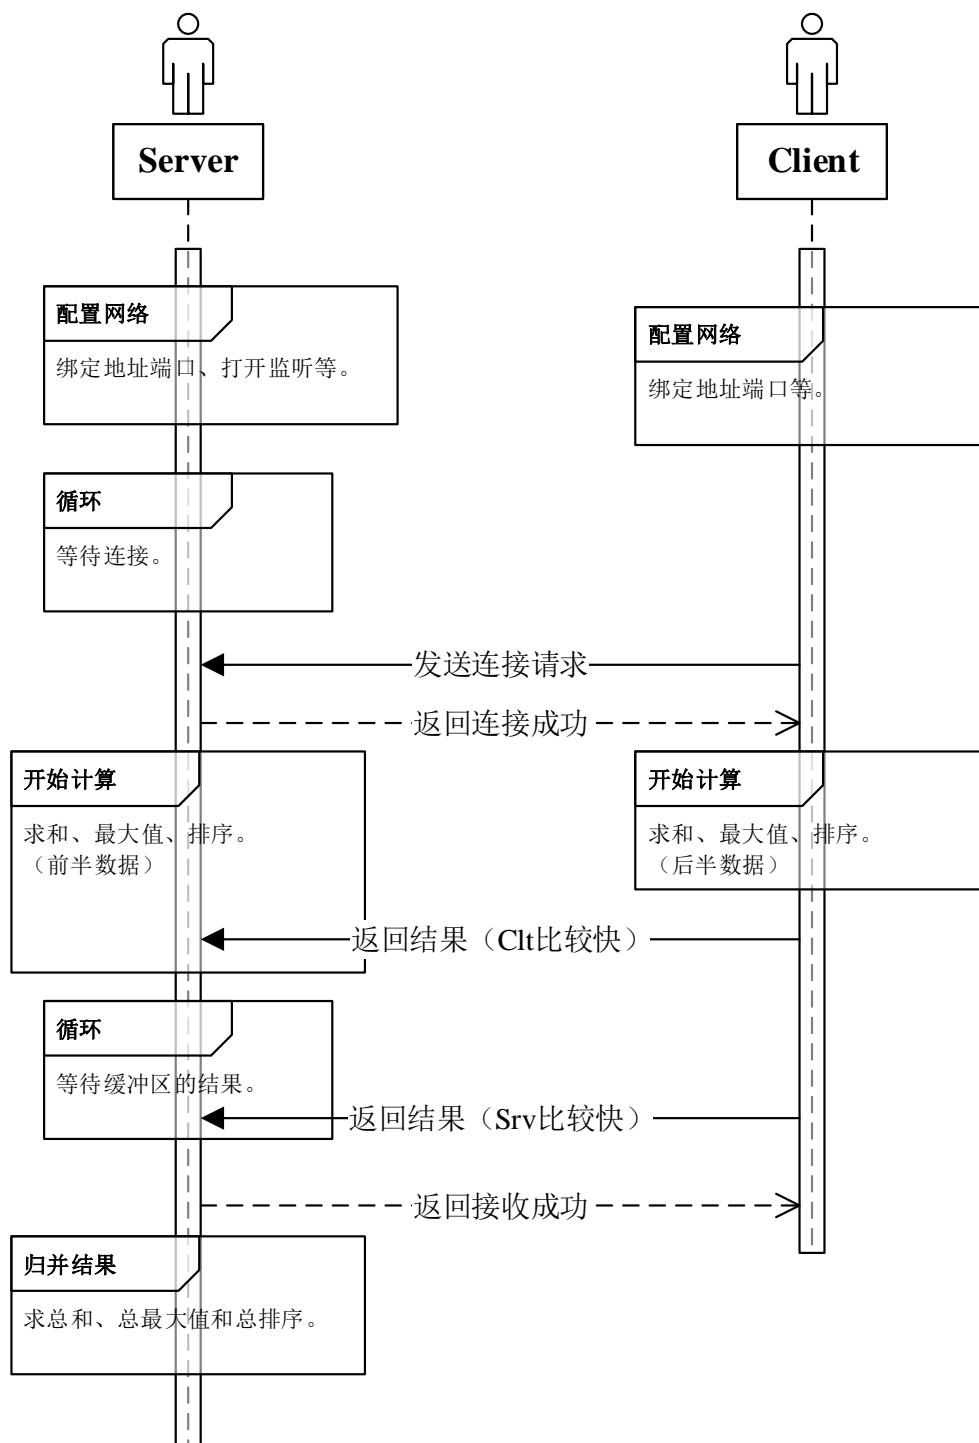 Server
Client
配置网络
绑定地址端口、打开监听等。
配置网络
绑定地址端口等。
循环
等待连接。
发送连接请求
返回连接成功
开始计算
求和、最大值、排序。
（前半数据）
开始计算
求和、最大值、排序。
（后半数据）
返回结果（Clt比较快）
循环
等待缓冲区的结果。
返回结果（Srv比较快）
返回接收成功
归并结果
求总和、总最大值和总排序。